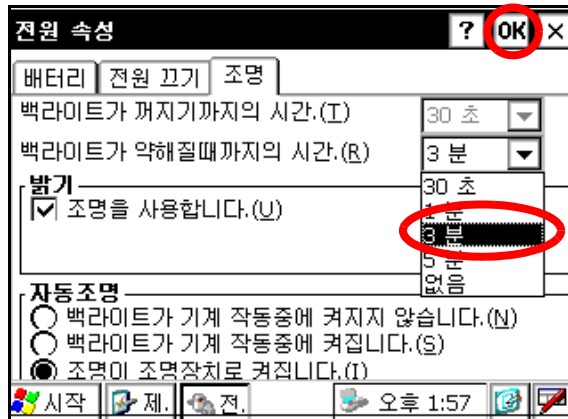 전원 속성 ? OK ×
배터리 전원 끄기 조명
백라이트가 꺼지기까지의 시간.(T) 30 초
백라이트가 약해질때까지의 시간.(R) 3 분
밝기
조명을 사용합니다.(U)
30 초
1 분
3 분
5 분
없음
자동조명
백라이트가 기계 작동중에 켜지지 않습니다.(N)
백라이트가 기계 작동중에 켜집니다.(S)
조명이 조명장치로 켜집니다.(I)
시작 제. 전. 오후 1:57